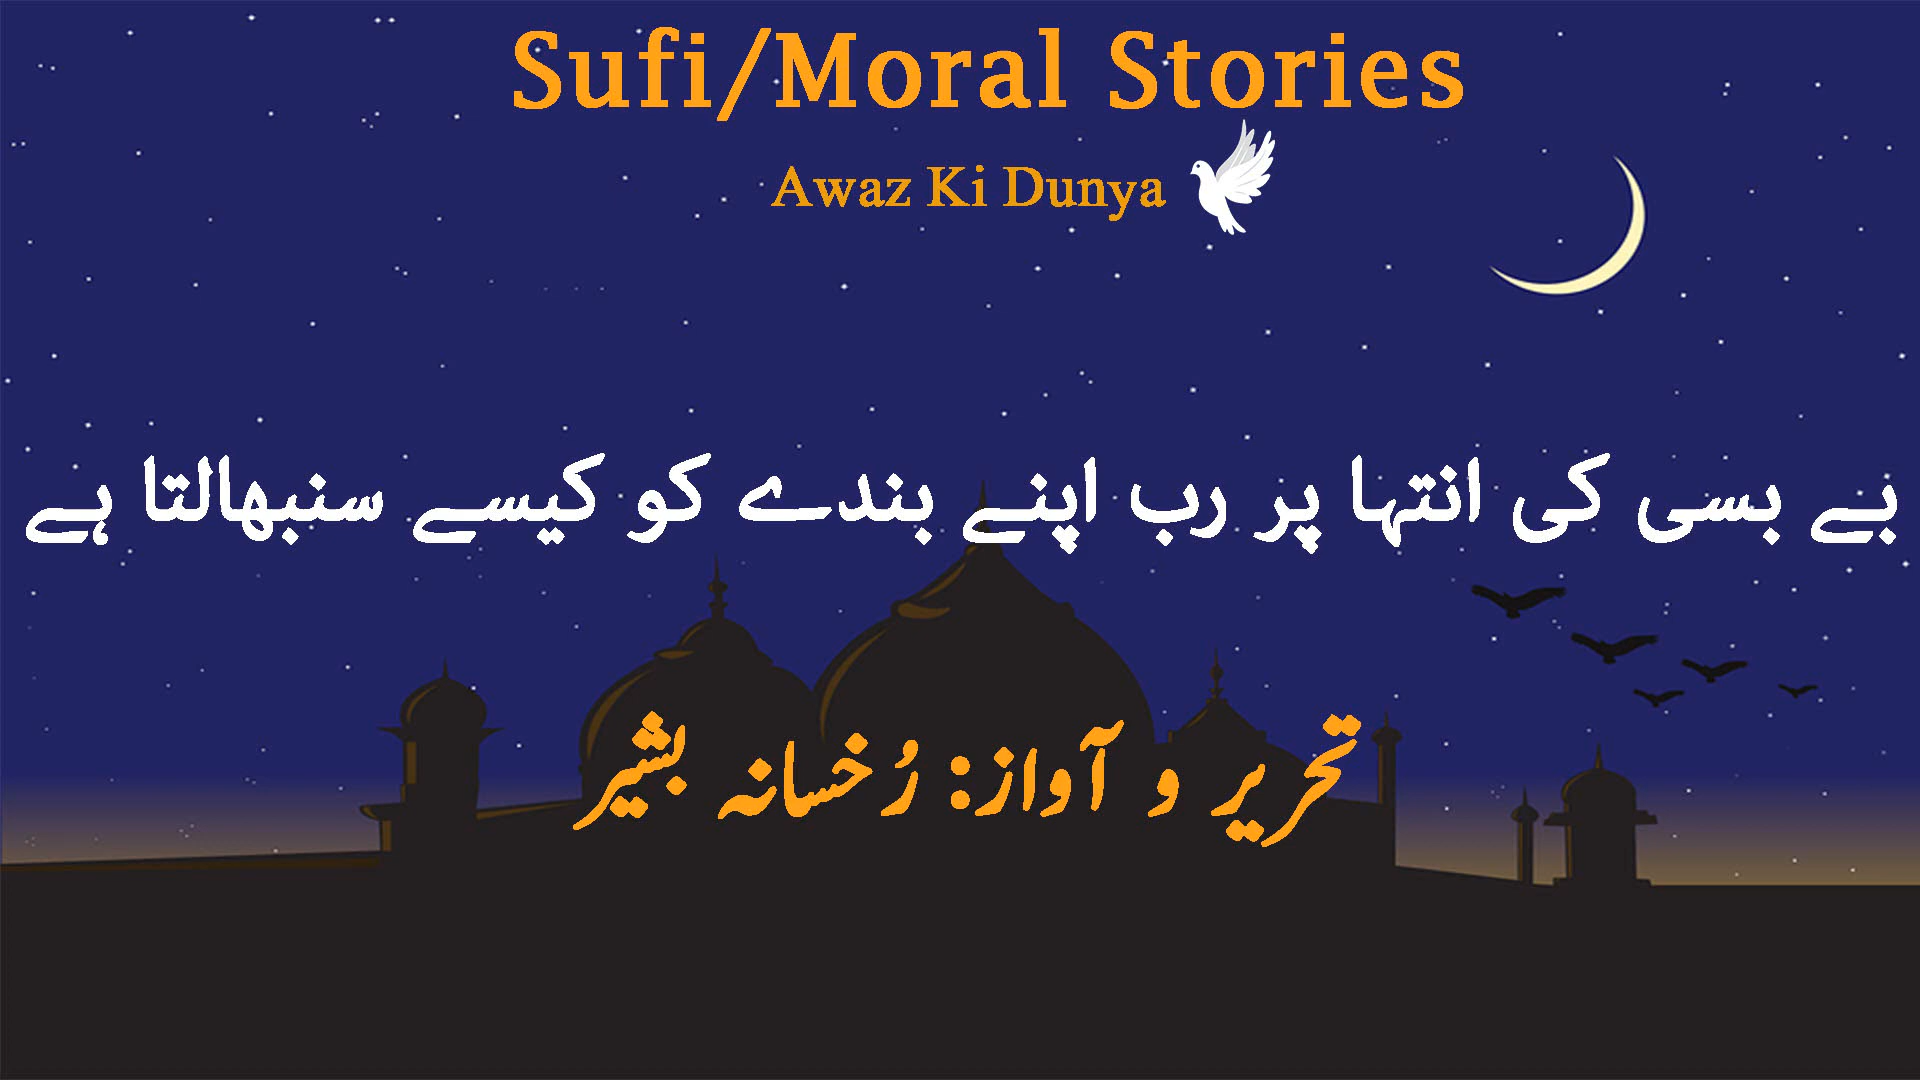 Sufi/Moral Stories
Awaz Ki Dunya
بے بسی کی انتہا پر رب اپنے بندے کو کیسے سنبھالتا ہے
تحریر و آواز: رُخسانہ بشیر